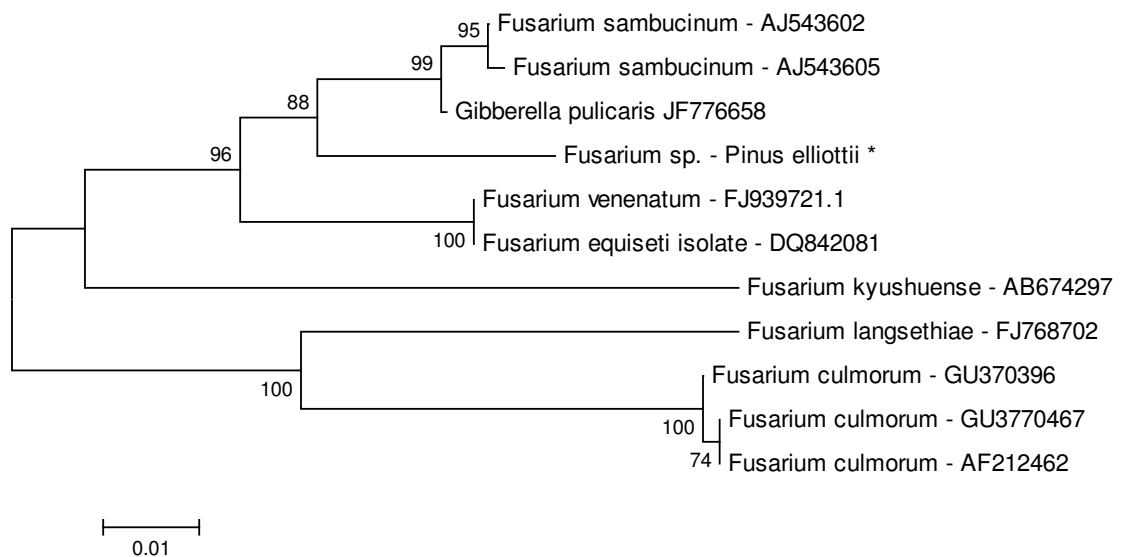 95
Fusarium sambucinum - AJ543602
99
Fusarium sambucinum - AJ543605
88
Gibberella pulicaris JF776658
96
Fusarium sp. - Pinus elliottii *
Fusarium venenatum - FJ939721.1
100
Fusarium equiseti isolate - DQ842081
Fusarium kyushuense - AB674297
Fusarium langsethiae - FJ768702
100
Fusarium culmorum - GU370396
100
Fusarium culmorum - GU3770467
74
Fusarium culmorum - AF212462
0.01